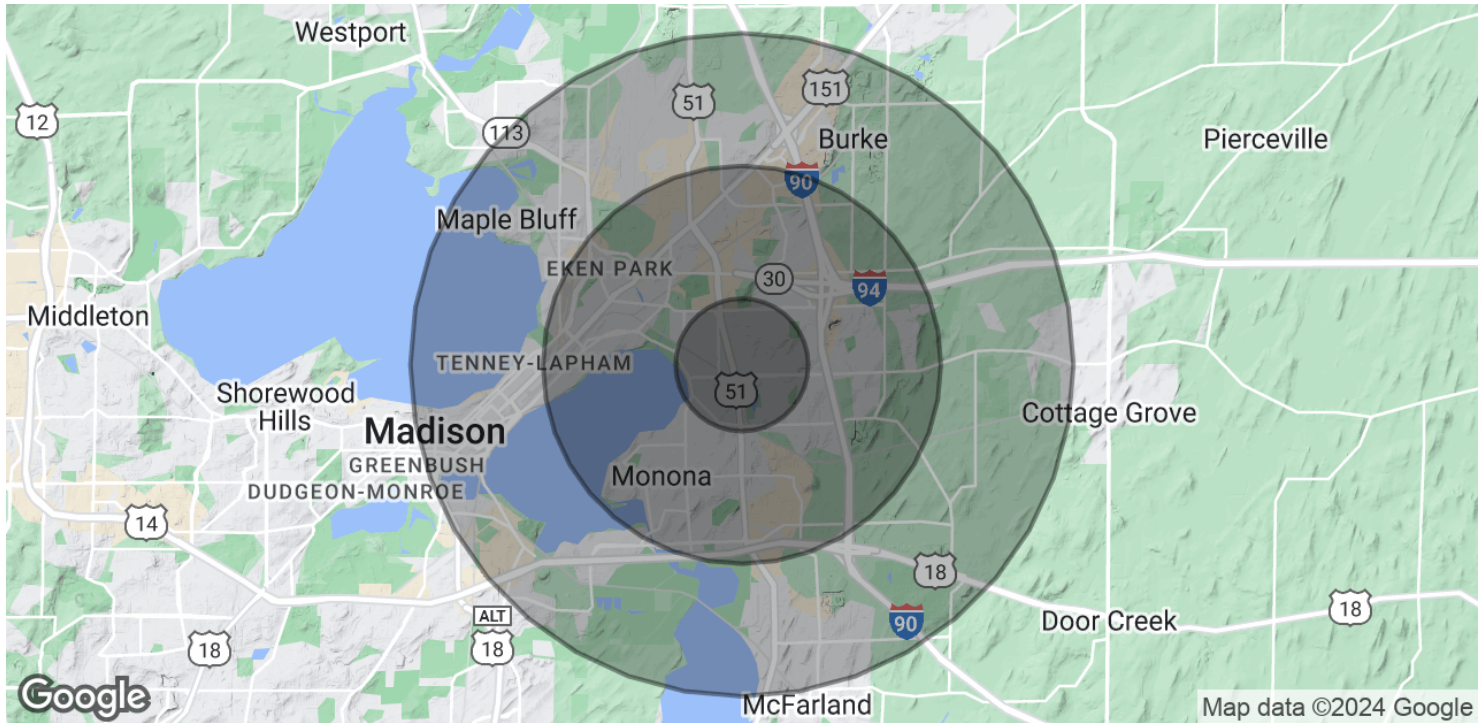 Westport
12
51
151
113
Burke
Pierceville
90
Maple Bluff
EKEN PARK
30
94
Middleton
TENNEY-LAPHAM
51
Shorewood
Hills
Cottage Grove
Madison
GREENBUSH
Monona
DUDGEON-MONROE
14
18
90
18
Door Creek
ALT
18
18
Google
McFarland
Map data ©2024 Google